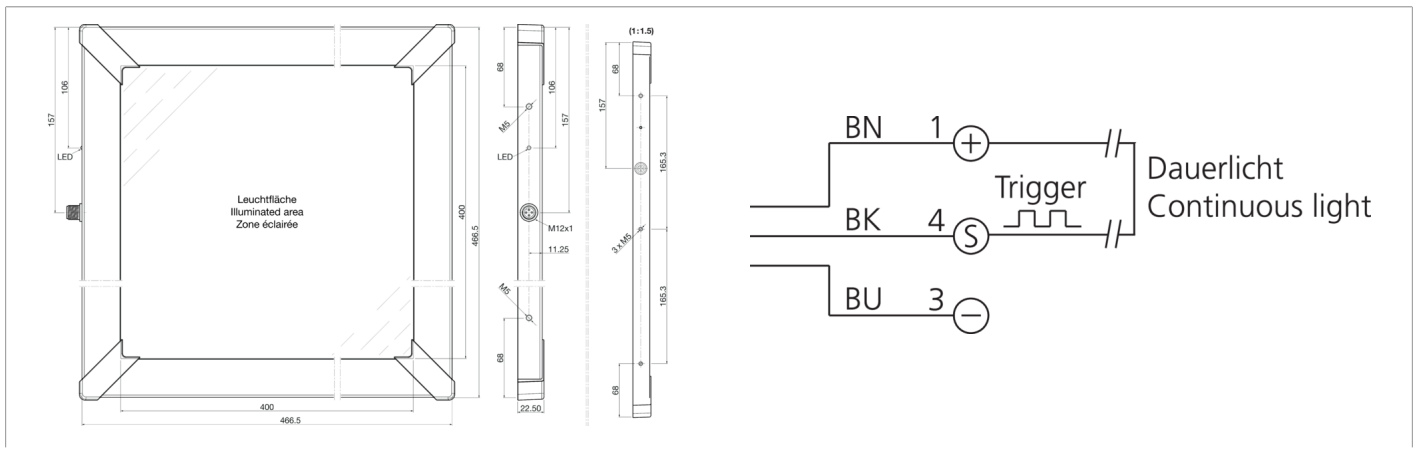 106
157
LED
Leuchtfläche
Illuminated area
Zone éclairée
400
466.5
400
466.5
68
M5
LED
106
157
M12x1
11.25
M5
68
22.50
(1:1.5)
68
157
165.3
3 x M5
165.3
68
BN 1 +
Trigger
BK 4 S
BU 3 −
Dauerlicht
Continuous light